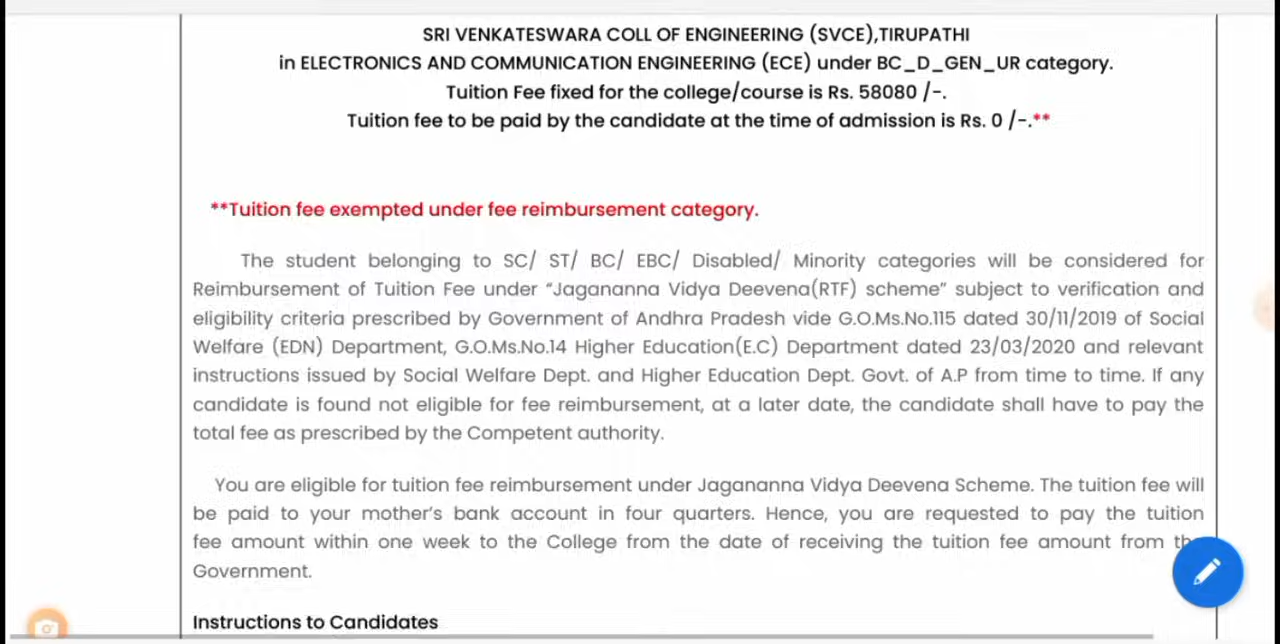 SRI VENKATESWARA COLL OF ENGINEERING (SVCE),TIRUPATHI
in ELECTRONICS AND COMMUNICATION ENGINEERING (ECE) under BC_D_GEN_UR category.
Tuition Fee fixed for the college/course is Rs. 58080 /-.
Tuition fee to be paid by the candidate at the time of admission is Rs. 0 /-.**
**Tuition fee exempted under fee reimbursement category.
The student belonging to SC/ ST/ BC/ EBC/ Disabled/ Minority categories will be considered for
Reimbursement of Tuition Fee under “Jagananna Vidya Deevena(RTF) scheme” subject to verification and
eligibility criteria prescribed by Government of Andhra Pradesh vide G.O.Ms.No.115 dated 30/11/2019 of Social
Welfare (EDN) Department, G.O.Ms.No.14 Higher Education(E.C) Department dated 23/03/2020 and relevant
instructions issued by Social Welfare Dept. and Higher Education Dept. Govt. of A.P from time to time. If any
candidate is found not eligible for fee reimbursement, at a later date, the candidate shall have to pay the
total fee as prescribed by the Competent authority.
You are eligible for tuition fee reimbursement under Jagananna Vidya Deevena Scheme. The tuition fee will
be paid to your mother’s bank account in four quarters. Hence, you are requested to pay the tuition
fee amount within one week to the College from the date of receiving the tuition fee amount from the
Government.
Instructions to Candidates